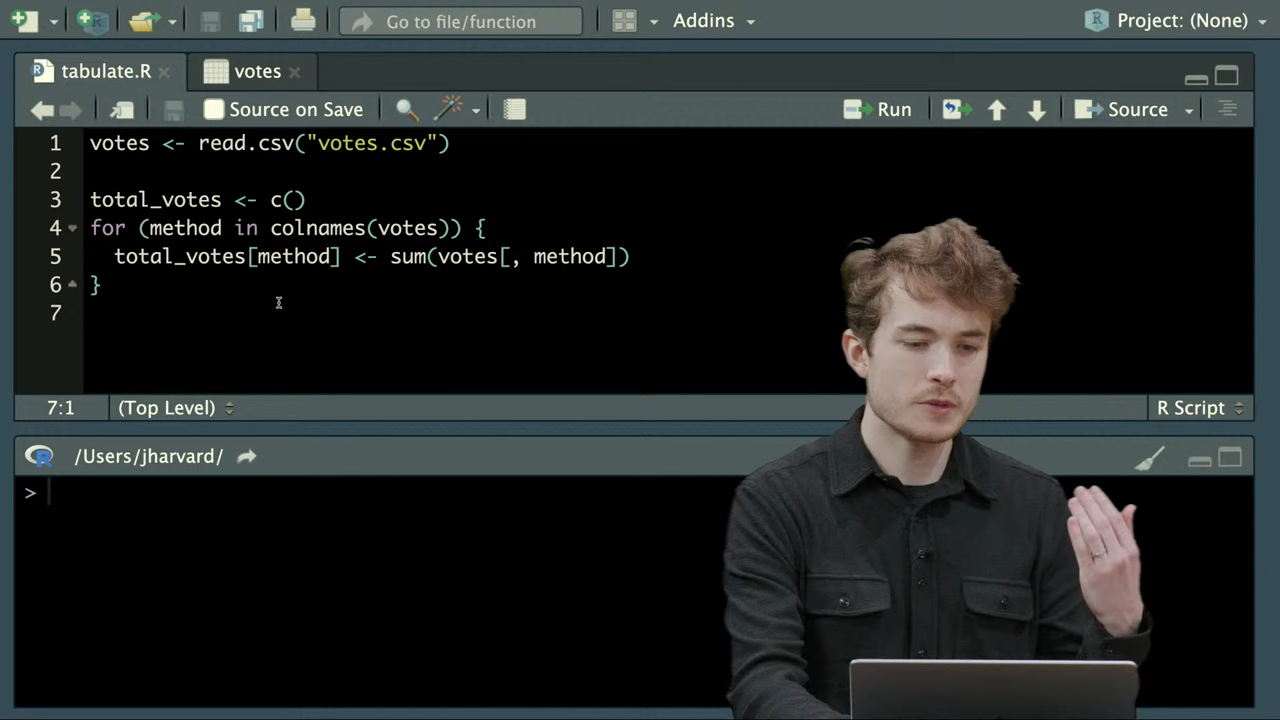 Go to file/function Addins Project: (None)
tabulate.R votes
Source on Save Run Source
1 votes <- read.csv("votes.csv")
2
3 total_votes <- c()
4 for (method in colnames(votes)) {
5 total_votes[method] <- sum(votes[, method])
6 }
7
7:1 (Top Level) R Script
R /Users/jharvard/
>